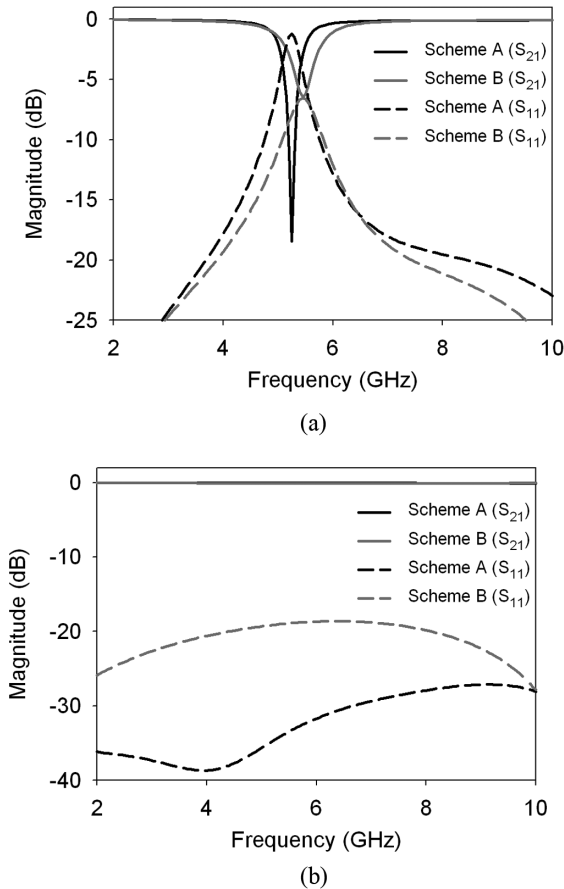 0
-5
-10
-15
-20
-25
Magnitude (dB)
Scheme A (S21)
Scheme B (S21)
Scheme A (S11)
Scheme B (S11)
2 4 6 8 10
Frequency (GHz)
(a)
0
-10
-20
-30
-40
Magnitude (dB)
Scheme A (S21)
Scheme B (S21)
Scheme A (S11)
Scheme B (S11)
2 4 6 8 10
Frequency (GHz)
(b)